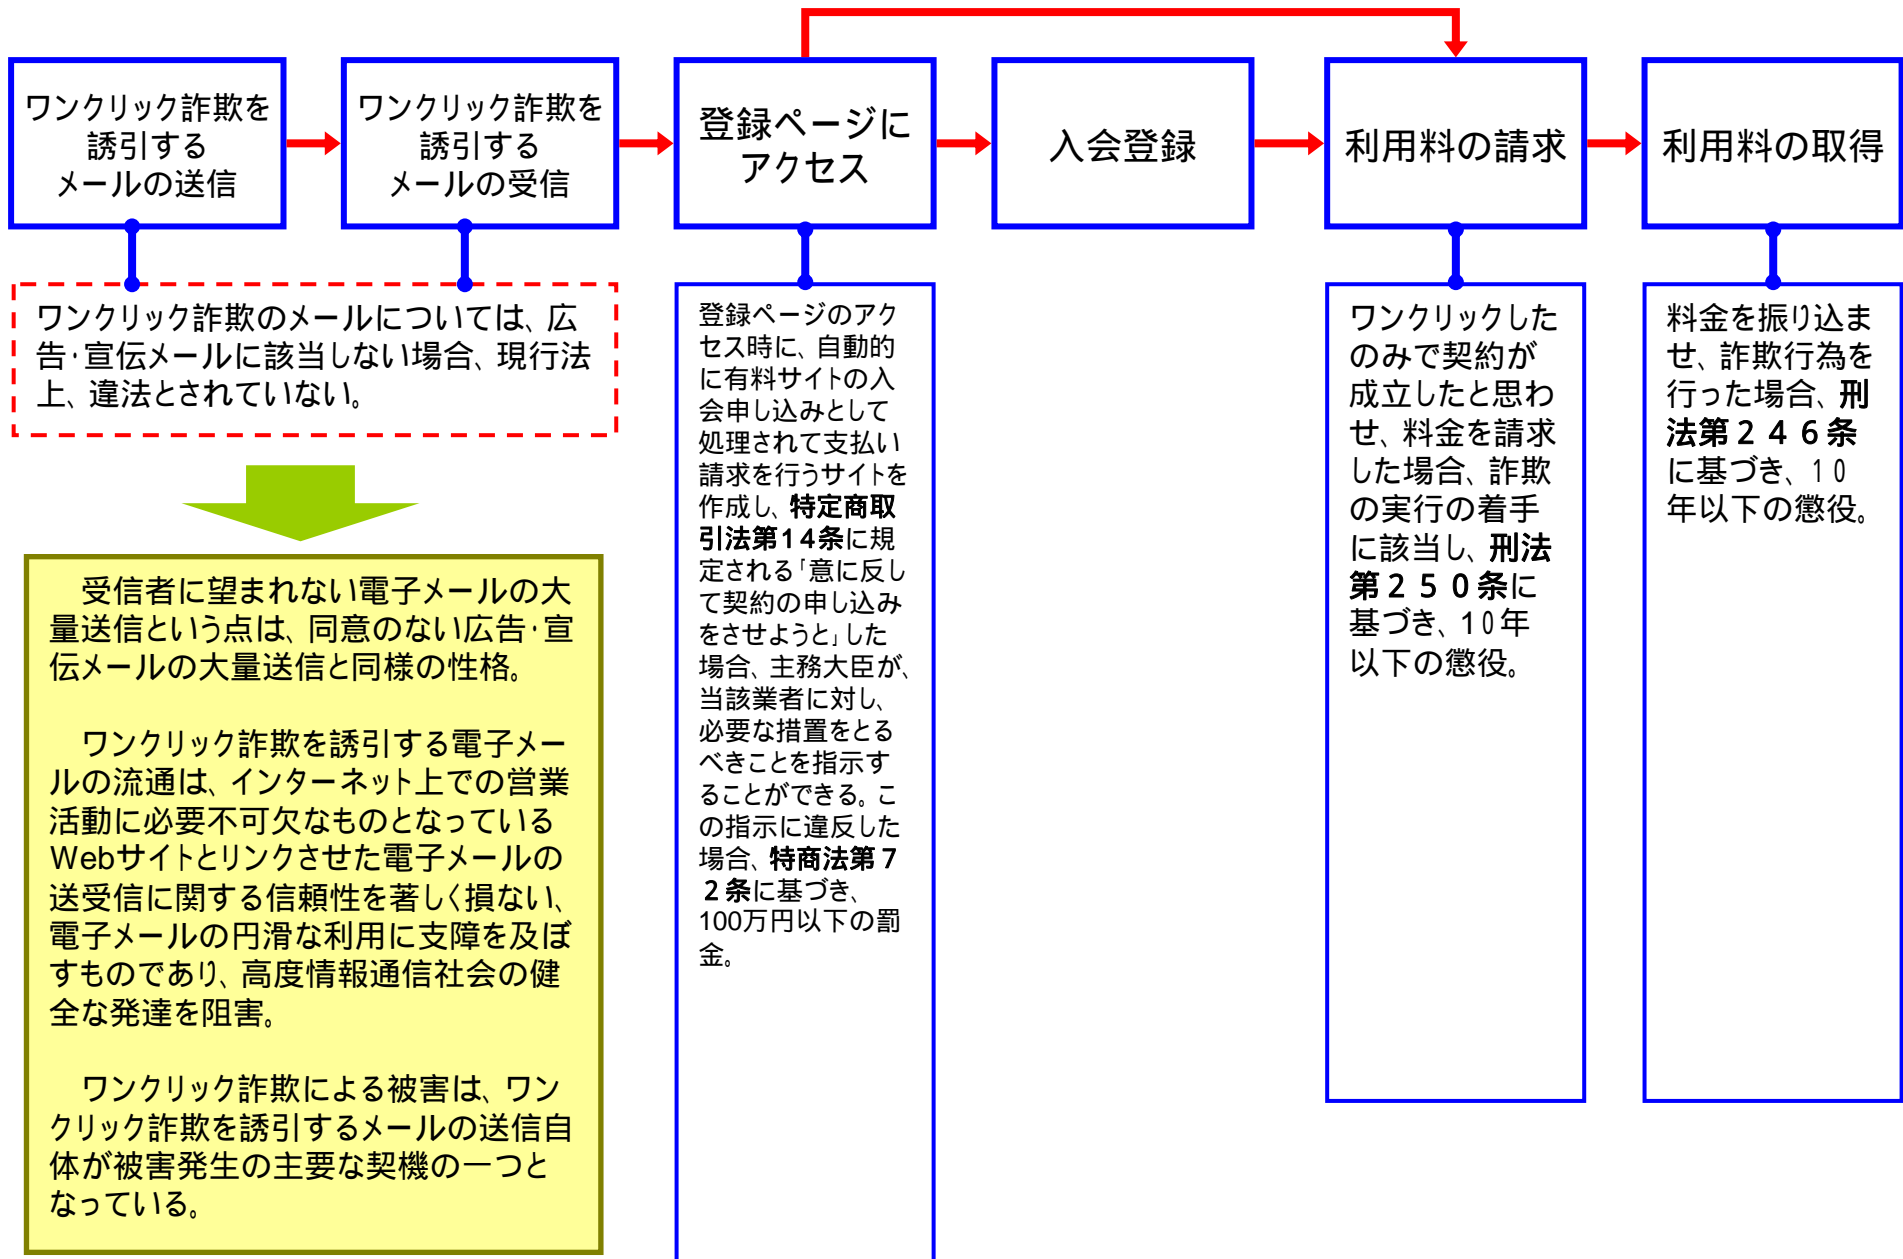 ワンクリック詐欺を
誘引する
メールの送信
ワンクリック詐欺を
誘引する
メールの受信
登録ページに
アクセス
入会登録
利用料の請求
利用料の取得
ワンクリック詐欺のメールについては、広
告・宣伝メールに該当しない場合、現行法
上、違法とされていない。
受信者に望まれない電子メールの大
量送信という点は、同意のない広告・宣
伝メールの大量送信と同様の性格。
ワンクリック詐欺を誘引する電子メー
ルの流通は、インターネット上での営業
活動に必要不可欠なものとなっている
Webサイトとリンクさせた電子メールの
送受信に関する信頼性を著しく損ない、
電子メールの円滑な利用に支障を及ぼ
すものであり、高度情報通信社会の健
全な発達を阻害。
ワンクリック詐欺による被害は、ワン
クリック詐欺を誘引するメールの送信自
体が被害発生の主要な契機の一つと
なっている。
登録ページのアク
セス時に、自動的
に有料サイトの入
会申し込みとして
処理されて支払い
請求を行うサイトを
作成し、特定商取
引法第14条に規
定される「意に反し
て契約の申し込み
をさせようと」した
場合、主務大臣が、
当該業者に対し、
必要な措置をとる
べきことを指示す
ることができる。こ
の指示に違反した
場合、特商法第7
2条に基づき、
100万円以下の罰
金。
ワンクリックした
のみで契約が
成立したと思わ
せ、料金を請求
した場合、詐欺
の実行の着手
に該当し、刑法
第250条に
基づき、10年
以下の懲役。
料金を振り込ま
せ、詐欺行為を
行った場合、刑
法第246条
に基づき、10
年以下の懲役。